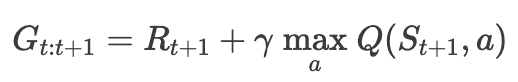 G_{t:t+1} = R_{t+1} + γ max_a Q(S_{t+1}, a)